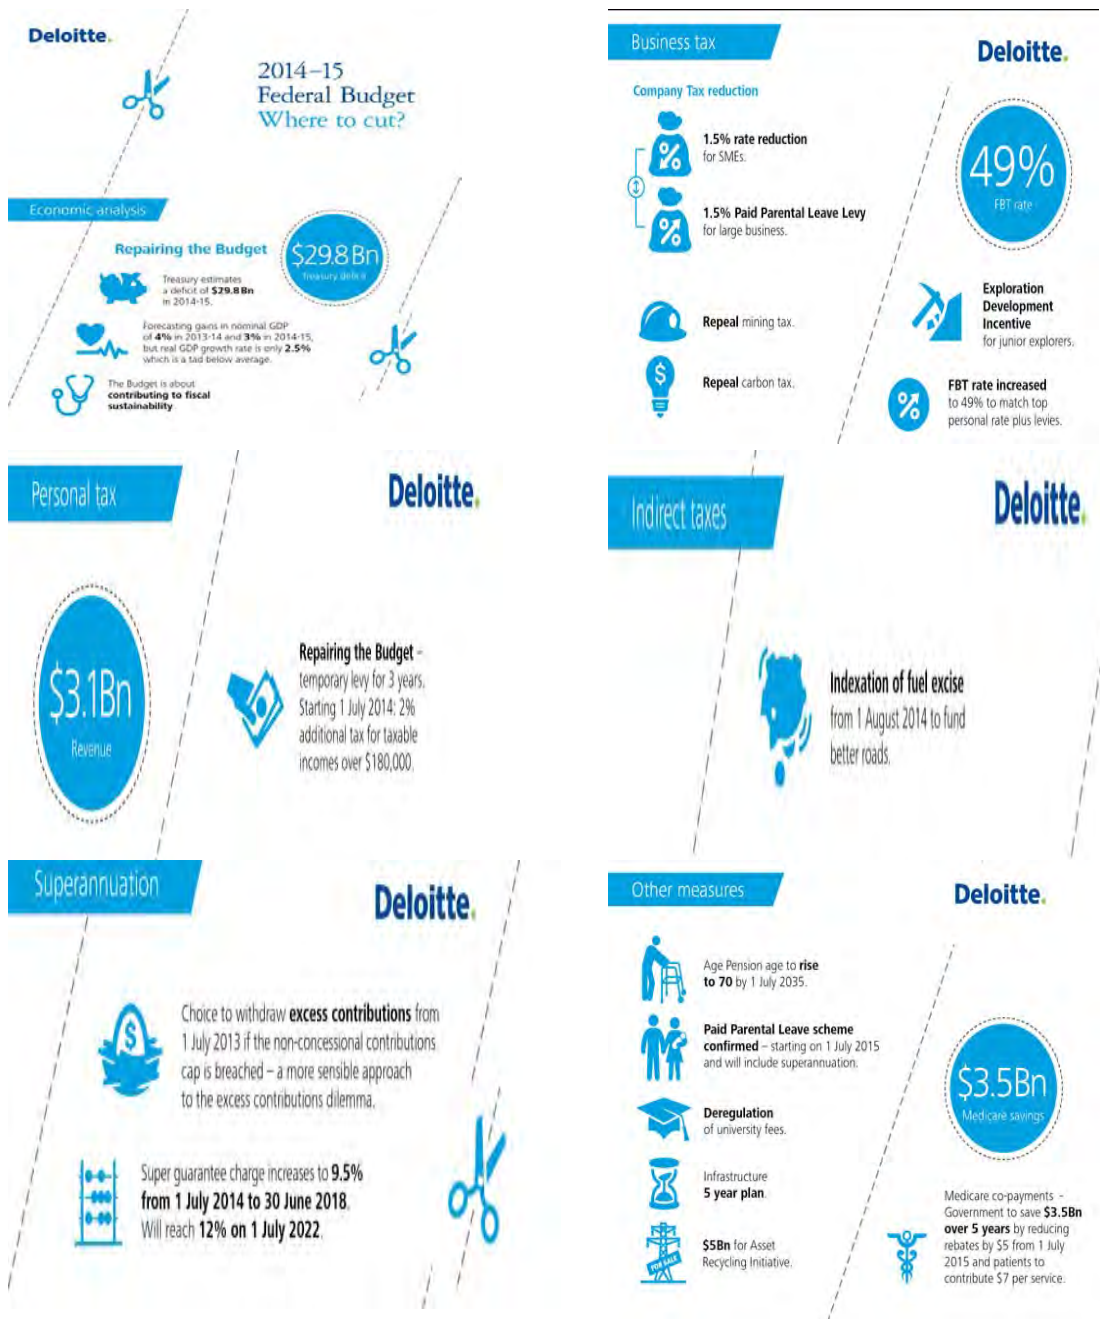 Deloitte.
2014–15
Federal Budget
Where to cut?
Economic analysis
Repairing the Budget
$29.8 Bn
Treasury deficit
Treasury estimates
a deficit of $29.8 Bn
in 2014-15.
Forecasting gains in nominal GDP
of 4% in 2013-14 and 3% in 2014-15,
but real GDP growth rate is only 2.5%
which is a tad below average.
The Budget is about
contributing to fiscal
sustainability
Business tax
Deloitte.
Company Tax reduction
1.5% rate reduction
for SMEs.
1.5% Paid Parental Leave Levy
for large business.
Repeal mining tax.
Repeal carbon tax.
49%
FBT rate
Exploration
Development
Incentive
for junior explorers.
FBT rate increased
to 49% to match top
personal rate plus levies.
Personal tax
Deloitte.
$3.1Bn
Revenue
Repairing the Budget –
temporary levy for 3 years.
Starting 1 July 2014: 2%
additional tax for taxable
incomes over $180,000.
Indirect taxes
Deloitte.
Indexation of fuel excise
from 1 August 2014 to fund
better roads.
Superannuation
Deloitte.
Choice to withdraw excess contributions from
1 July 2013 if the non-concessional contributions
cap is breached – a more sensible approach
to the excess contributions dilemma.
Super guarantee charge increases to 9.5%
from 1 July 2014 to 30 June 2018.
Will reach 12% on 1 July 2022.
Other measures
Deloitte.
Age Pension age to rise
to 70 by 1 July 2035.
Paid Parental Leave scheme
confirmed – starting on 1 July 2015
and will include superannuation.
Deregulation
of university fees.
Infrastructure
5 year plan.
FOR SALE
$5Bn for Asset
Recycling Initiative.
$3.5Bn
Medicare savings
Medicare co-payments -
Government to save $3.5Bn
over 5 years by reducing
rebates by $5 from 1 July
2015 and patients to
contribute $7 per service.